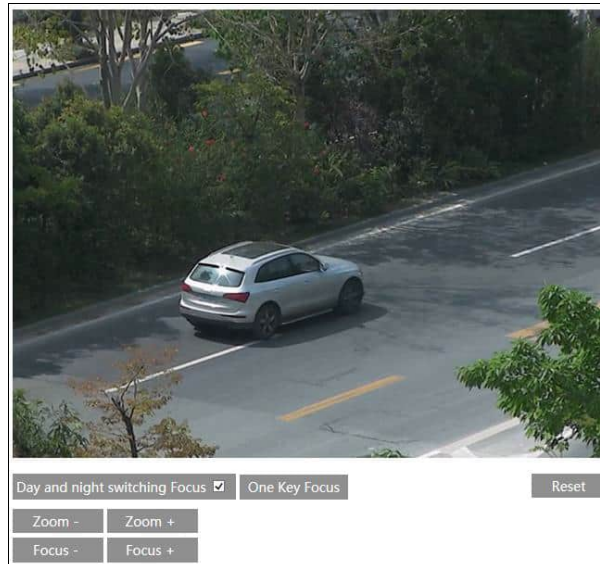 Day and night switching Focus One Key Focus Reset
Zoom - Zoom +
Focus - Focus +